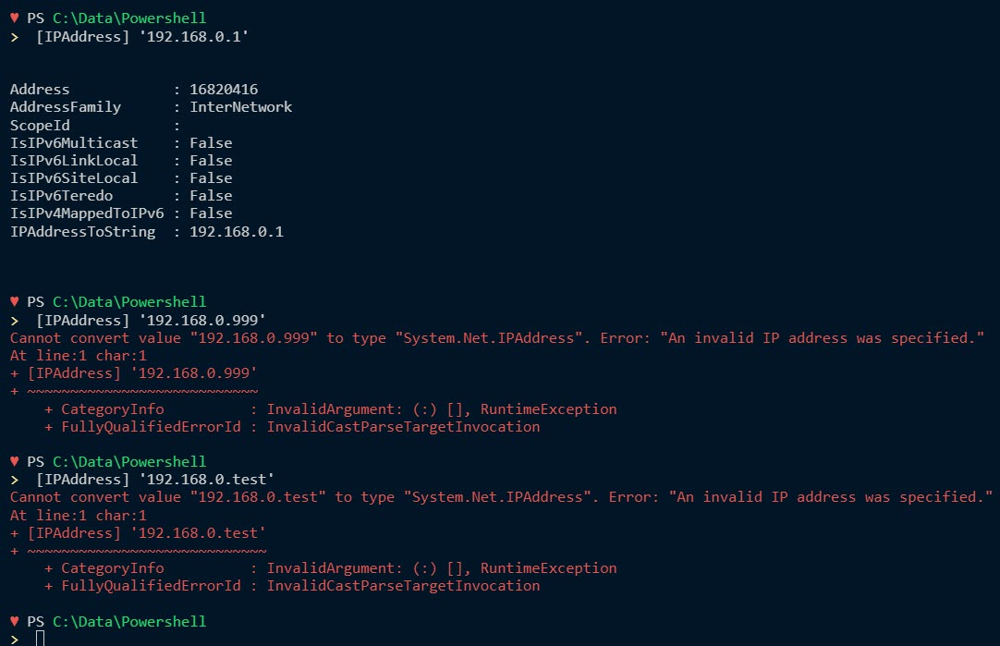 ♥ PS C:\Data\Powershell
>  [IPAddress] '192.168.0.1'
Address            : 16820416
AddressFamily      : InterNetwork
ScopeId            :
IsIPv6Multicast    : False
IsIPv6LinkLocal    : False
IsIPv6SiteLocal    : False
IsIPv6Teredo       : False
IsIPv4MappedToIPv6 : False
IPAddressToString  : 192.168.0.1
♥ PS C:\Data\Powershell
>  [IPAddress] '192.168.0.999'
Cannot convert value "192.168.0.999" to type "System.Net.IPAddress". Error: "An invalid IP address was specified."
At line:1 char:1
+ [IPAddress] '192.168.0.999'
+ ~~~~~~~~~~~~~~~~~~~~~~~~~~~
    + CategoryInfo          : InvalidArgument: (:) [], RuntimeException
    + FullyQualifiedErrorId : InvalidCastParseTargetInvocation
♥ PS C:\Data\Powershell
>  [IPAddress] '192.168.0.test'
Cannot convert value "192.168.0.test" to type "System.Net.IPAddress". Error: "An invalid IP address was specified."
At line:1 char:1
+ [IPAddress] '192.168.0.test'
+ ~~~~~~~~~~~~~~~~~~~~~~~~~~~~
    + CategoryInfo          : InvalidArgument: (:) [], RuntimeException
    + FullyQualifiedErrorId : InvalidCastParseTargetInvocation
♥ PS C:\Data\Powershell
>